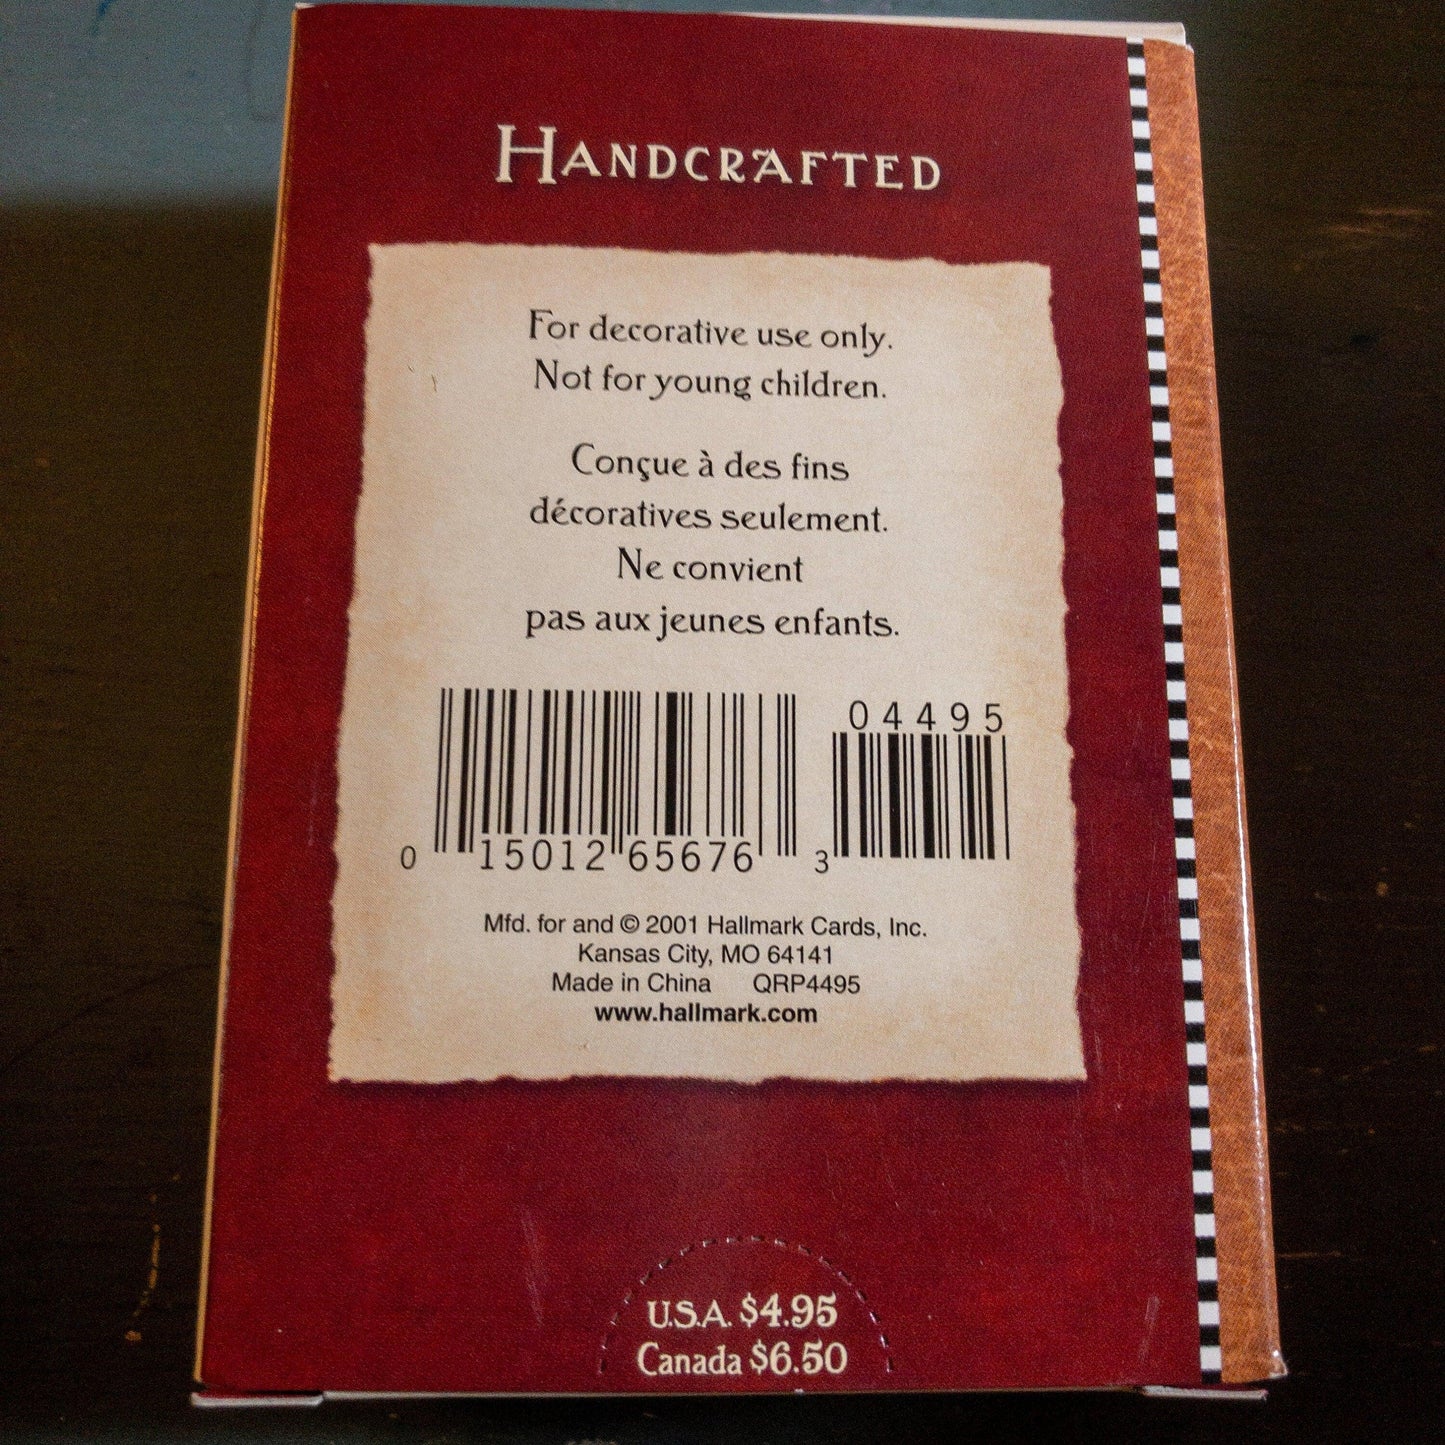 HANDCRAFTED
For decorative use only.
Not for young children.
Conçue à des fins
décoratives seulement.
Ne convient
pas aux jeunes enfants.
04495
0 15012 65676 3
Mfd. for and © 2001 Hallmark Cards, Inc.
Kansas City, MO 64141
Made in China QRP4495
www.hallmark.com
U.S.A. $4.95
Canada $6.50